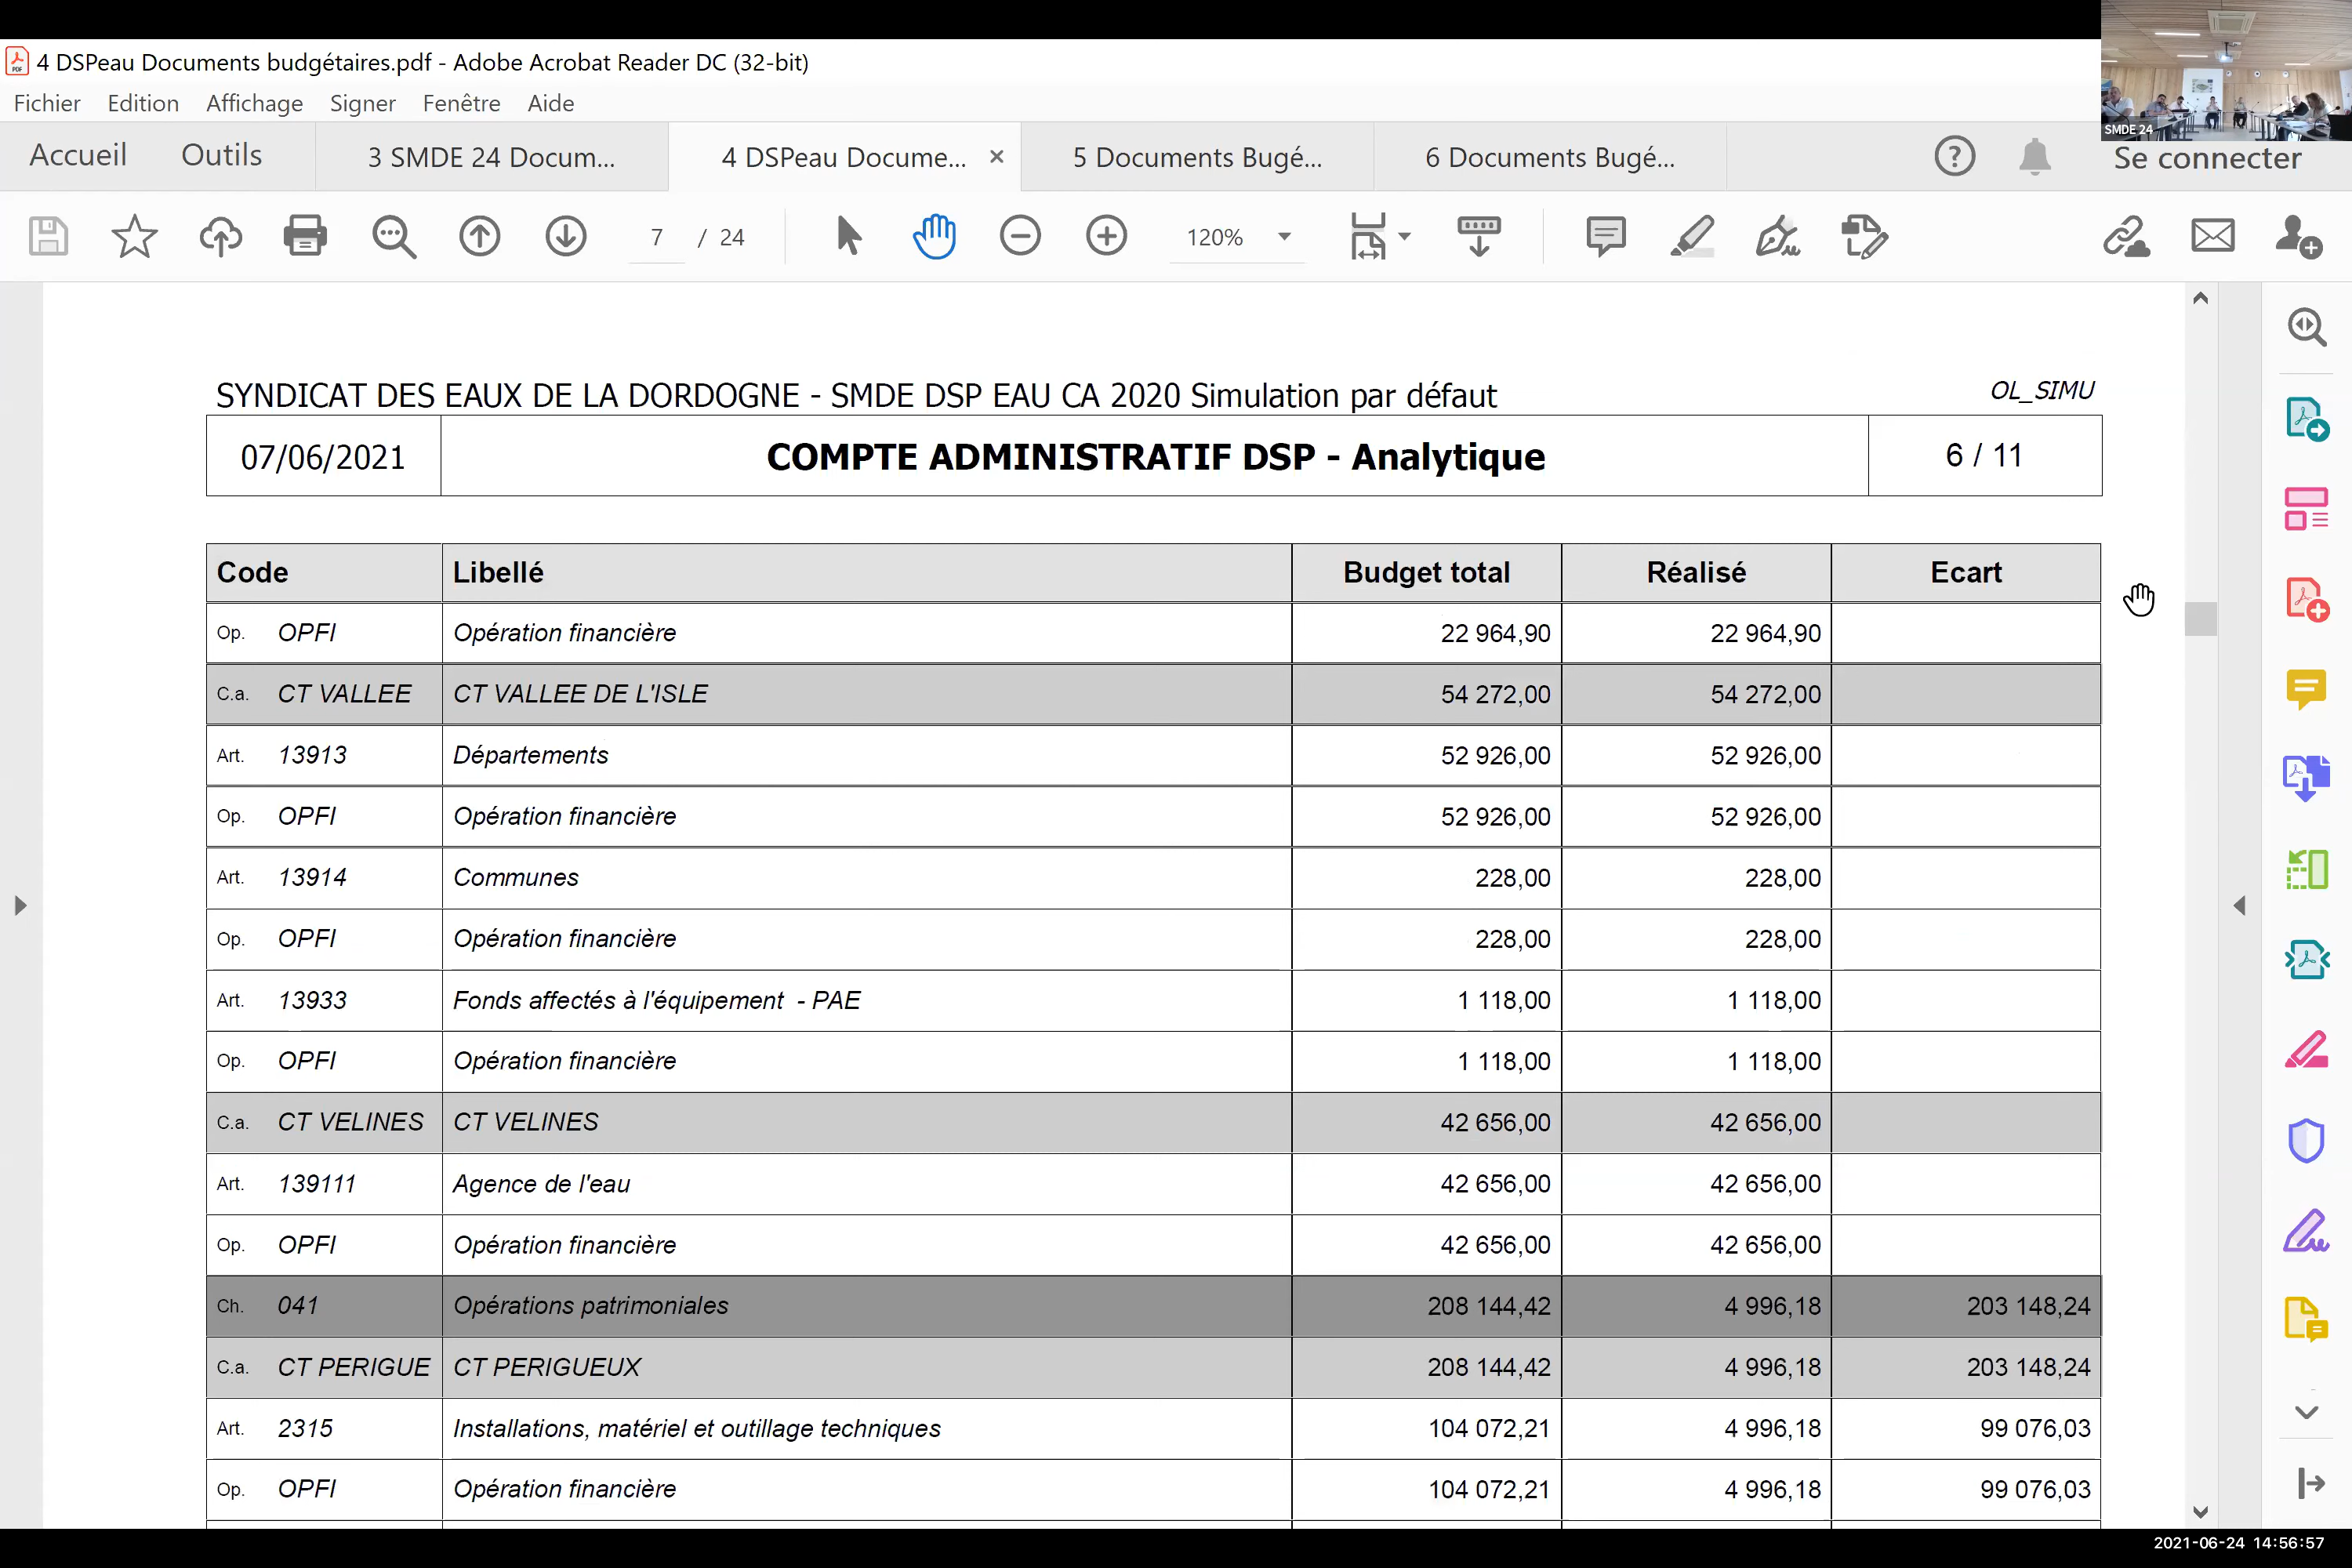 4 DSPeau Documents budgétaires.pdf - Adobe Acrobat Reader DC (32-bit)
SMDE 24
Fichier Edition Affichage Signer Fenêtre Aide
Accueil Outils 3 SMDE 24 Docum... 4 DSPeau Docume... × 5 Documents Bugé... 6 Documents Bugé... Se connecter
7 / 24 120%
SYNDICAT DES EAUX DE LA DORDOGNE - SMDE DSP EAU CA 2020 Simulation par défaut OL_SIMU
07/06/2021 COMPTE ADMINISTRATIF DSP - Analytique 6 / 11
Code Libellé Budget total Réalisé Ecart
Op. OPFI Opération financière 22 964,90 22 964,90
C.a. CT VALLEE CT VALLEE DE L'ISLE 54 272,00 54 272,00
Art. 13913 Départements 52 926,00 52 926,00
Op. OPFI Opération financière 52 926,00 52 926,00
Art. 13914 Communes 228,00 228,00
Op. OPFI Opération financière 228,00 228,00
Art. 13933 Fonds affectés à l'équipement - PAE 1 118,00 1 118,00
Op. OPFI Opération financière 1 118,00 1 118,00
C.a. CT VELINES CT VELINES 42 656,00 42 656,00
Art. 139111 Agence de l'eau 42 656,00 42 656,00
Op. OPFI Opération financière 42 656,00 42 656,00
Ch. 041 Opérations patrimoniales 208 144,42 4 996,18 203 148,24
C.a. CT PERIGUE CT PERIGUEUX 208 144,42 4 996,18 203 148,24
Art. 2315 Installations, matériel et outillage techniques 104 072,21 4 996,18 99 076,03
Op. OPFI Opération financière 104 072,21 4 996,18 99 076,03
2021-06-24 14:56:57